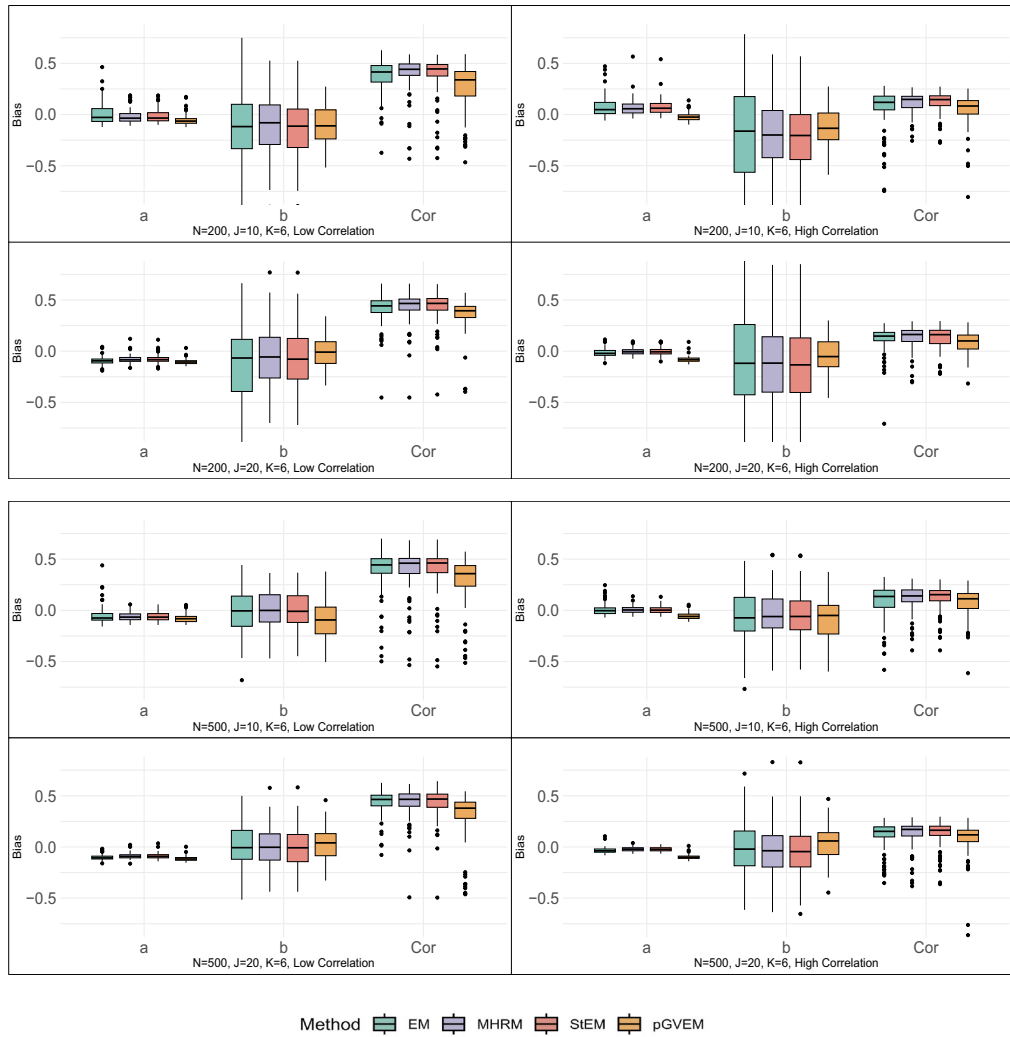 0.5
0.0
−0.5
Bias
a
b
Cor
N=200, J=10, K=6, Low Correlation
0.5
0.0
−0.5
Bias
a
b
Cor
N=200, J=10, K=6, High Correlation
0.5
0.0
−0.5
Bias
a
b
Cor
N=200, J=20, K=6, Low Correlation
0.5
0.0
−0.5
Bias
a
b
Cor
N=200, J=20, K=6, High Correlation
0.5
0.0
−0.5
Bias
a
b
Cor
N=500, J=10, K=6, Low Correlation
0.5
0.0
−0.5
Bias
a
b
Cor
N=500, J=10, K=6, High Correlation
0.5
0.0
−0.5
Bias
a
b
Cor
N=500, J=20, K=6, Low Correlation
0.5
0.0
−0.5
Bias
a
b
Cor
N=500, J=20, K=6, High Correlation
Method EM MHRM StEM pGVEM